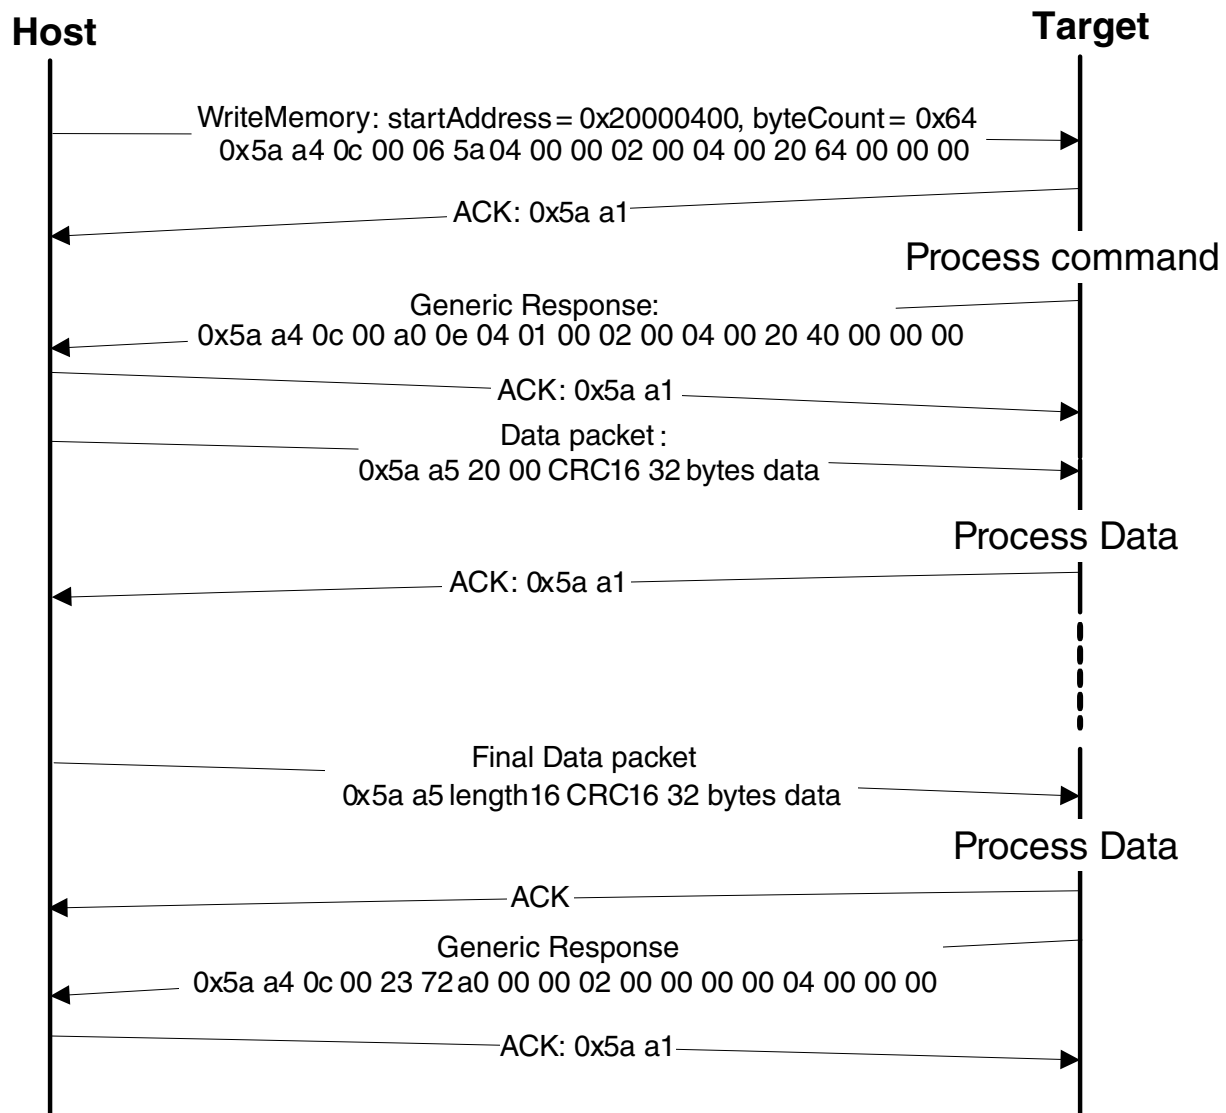 Host
Target
WriteMemory: startAddress = 0x20000400, byteCount = 0x64
0x5a a4 0c 00 06 5a 04 00 00 02 00 04 00 20 64 00 00 00
ACK: 0x5a a1
Process command
Generic Response:
0x5a a4 0c 00 a0 0e 04 01 00 02 00 04 00 20 40 00 00 00
ACK: 0x5a a1
Data packet :
0x5a a5 20 00 CRC16 32 bytes data
Process Data
ACK: 0x5a a1
Final Data packet
0x5a a5 length16 CRC16 32 bytes data
Process Data
ACK
Generic Response
0x5a a4 0c 00 23 72 a0 00 00 02 00 00 00 00 04 00 00 00
ACK: 0x5a a1